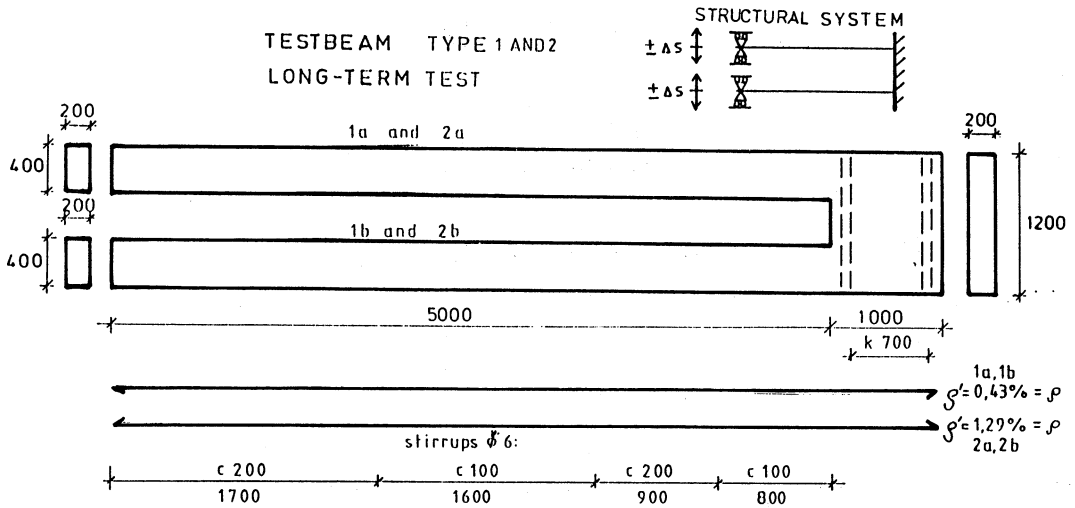 STRUCTURAL SYSTEM
TESTBEAM TYPE 1 AND 2
LONG-TERM TEST
± Δs
± Δs
200
1a and 2a
200
400
200
1b and 2b
1200
400
5000
1000
k 700
1a,1b
ρ'=0,43% = ρ
ρ'=1,29% = ρ
2a,2b
stirrups ϕ 6:
c 200
c 100
c 200
c 100
1700
1600
900
800